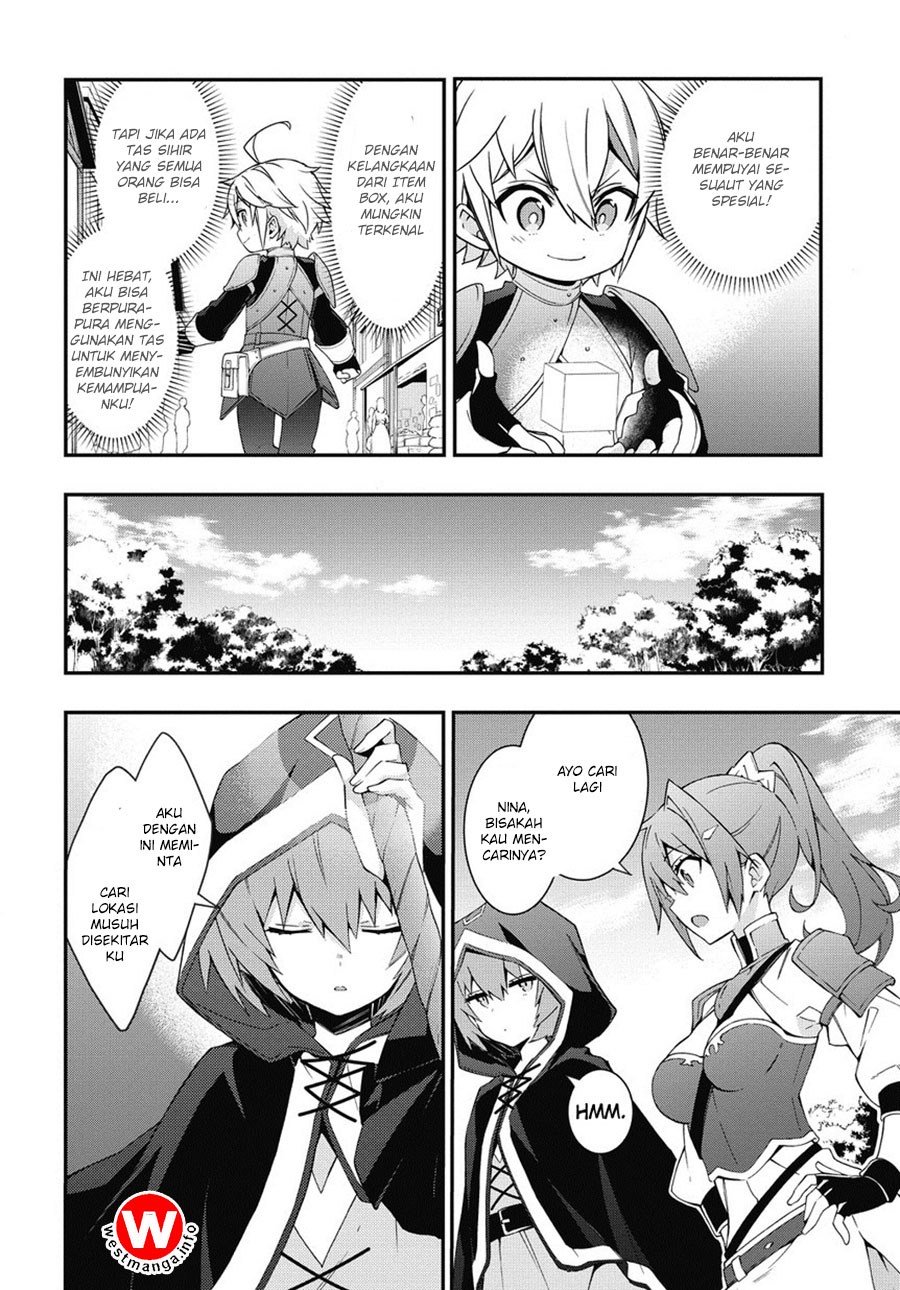 AKU
BENAR-BENAR
MEMPUYAI SE-
SUAUT YANG
SPESIAL!
DENGAN
KELANGKAAN
DARI ITEM
BOX, AKU
MUNGKIN
TERKENAL
TAPI JIKA ADA
TAS SIHIR
YANG SEMUA
ORANG BISA
BELI...
INI HEBAT,
AKU BISA
BERPURA-
PURA MENG-
GUNAKAN TAS
UNTUK MENY-
EMBUNYIKAN
KEMAMPUA-
NKU!
AYO CARI
LAGI
NINA,
BISAKAH
KAU MEN-
CARINYA?
HMM.
AKU
DENGAN
INI MEMI-
NTA
CARI
LOKASI
MUSUH
DISEKITAR
KU
W
westmanga.info